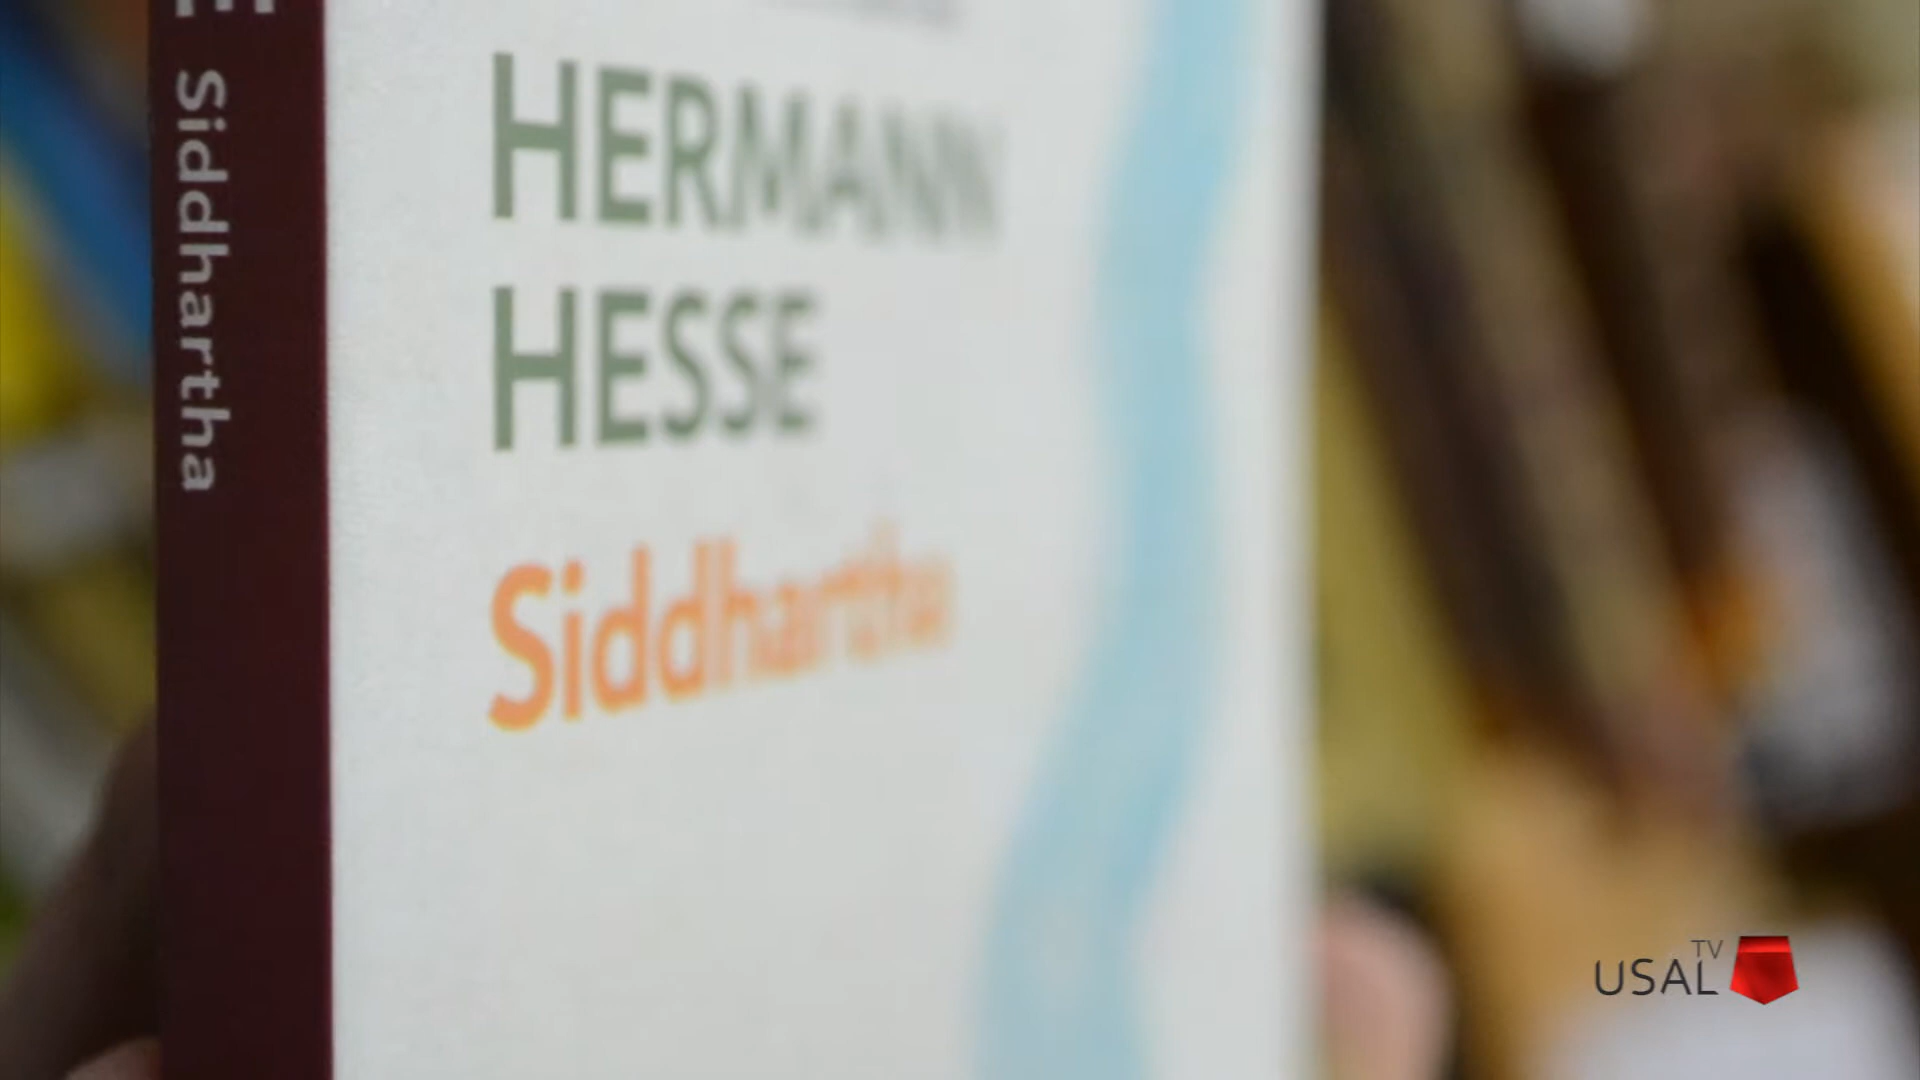 Siddhartha
HERMANN
HESSE
Siddhartha
TV
USAL